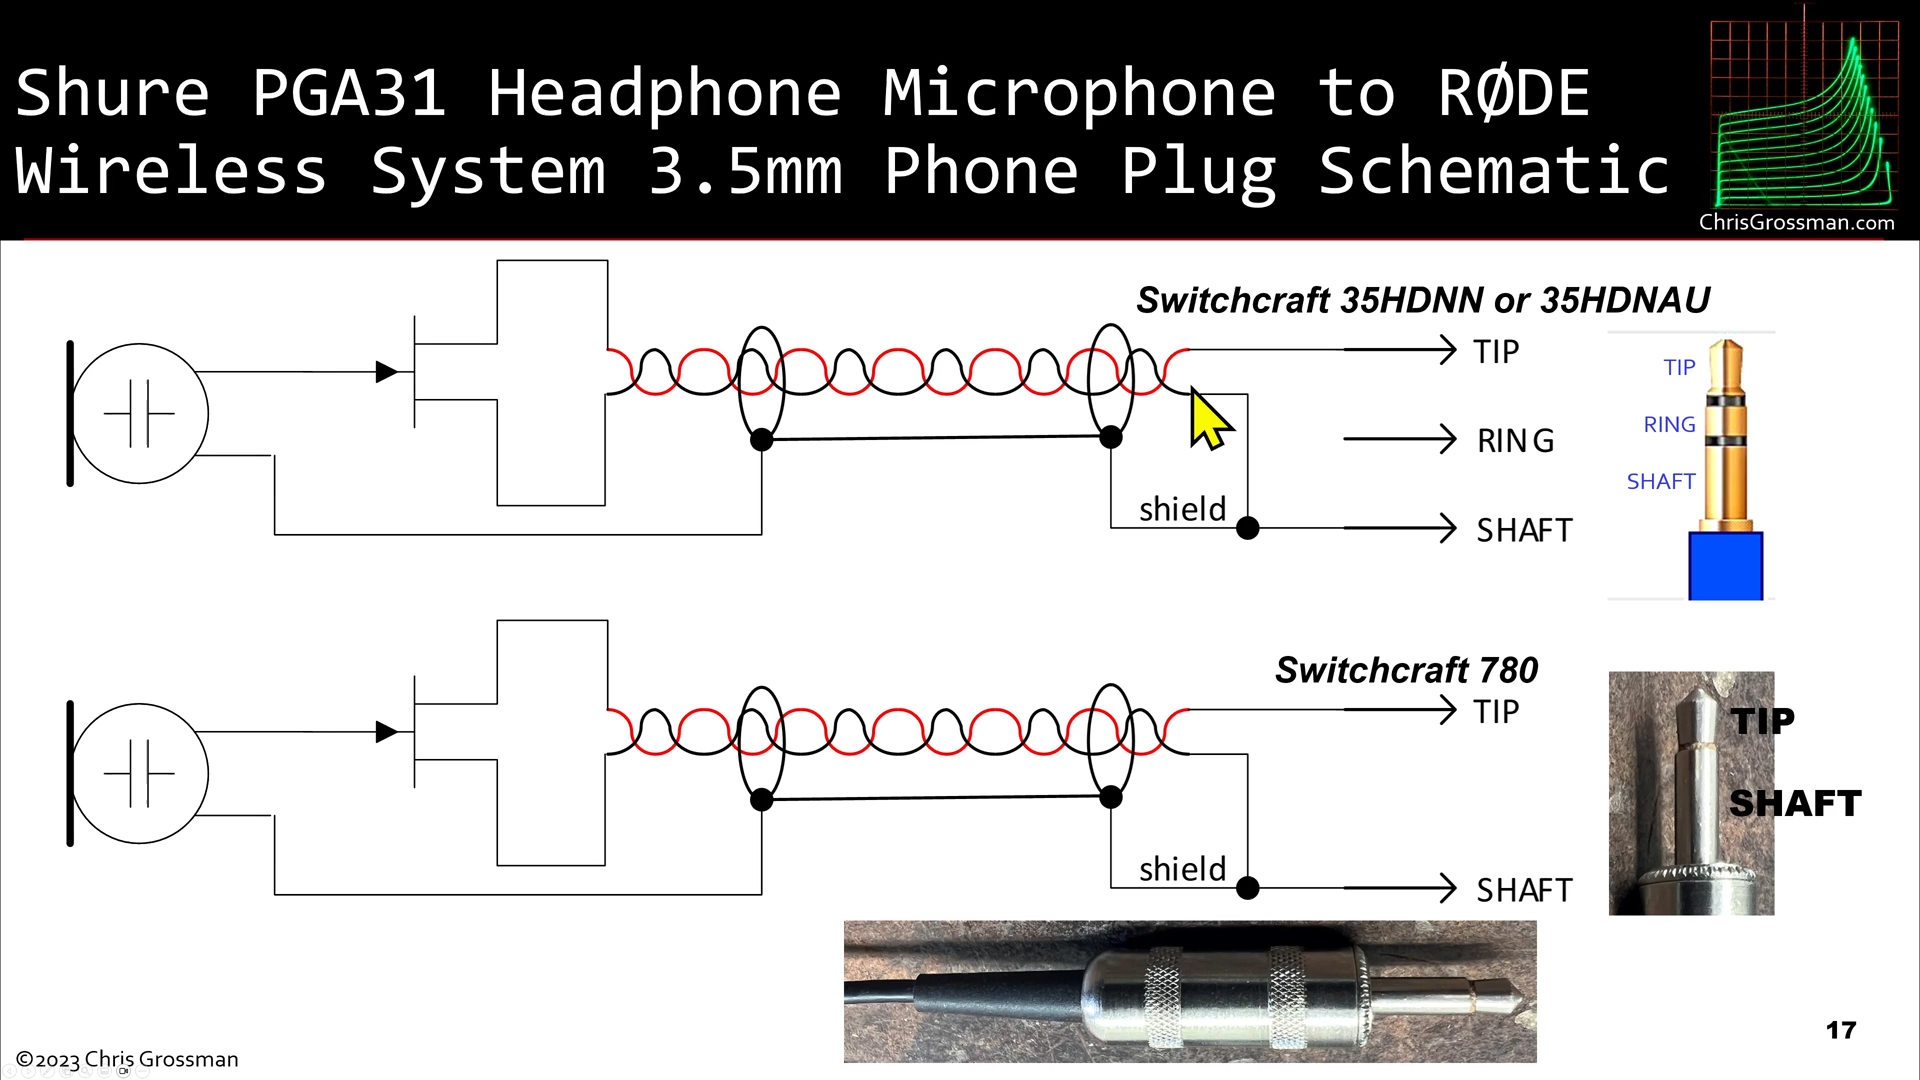 Shure PGA31 Headphone Microphone to RØDE
Wireless System 3.5mm Phone Plug Schematic
ChrisGrossman.com
Switchcraft 35HDNN or 35HDNAU
TIP
RING
SHAFT
shield
TIP
RING
SHAFT
Switchcraft 780
TIP
SHAFT
shield
TIP
SHAFT
17
©2023 Chris Grossman